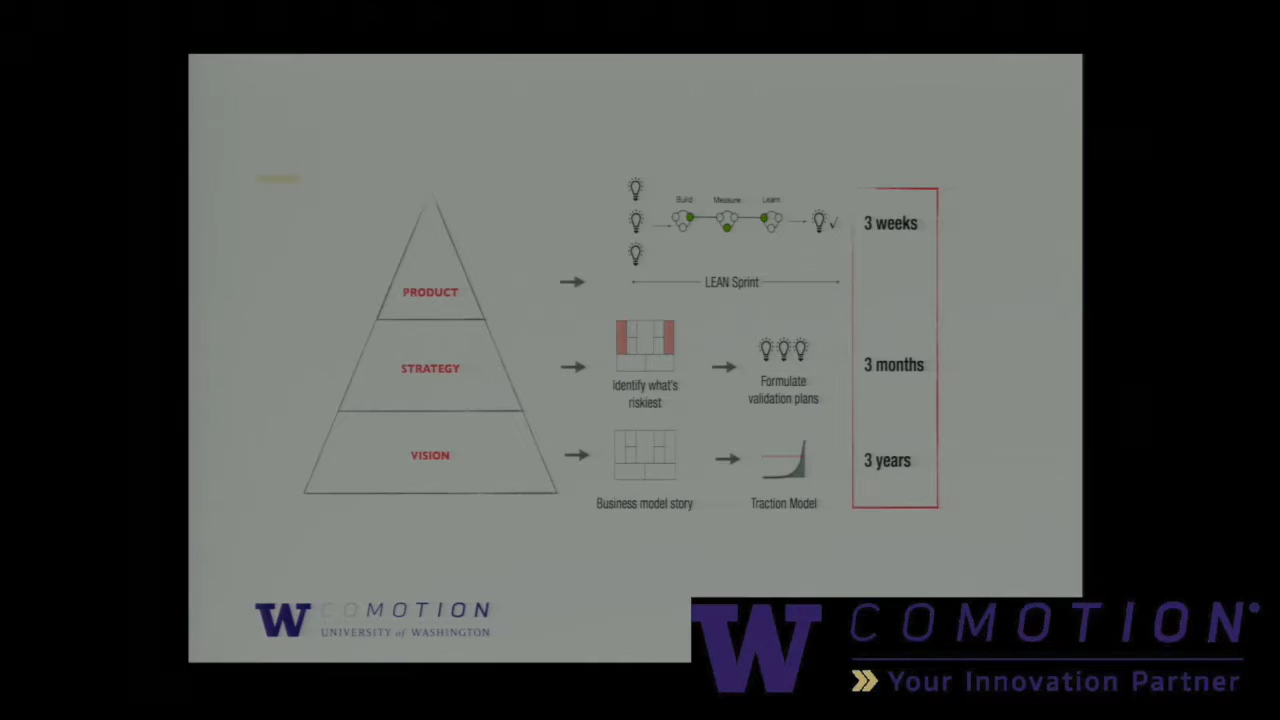 Build Measure Learn
3 weeks
LEAN Sprint
PRODUCT
STRATEGY
Identify what's
riskiest
Formulate
validation plans
3 months
VISION
Business model story
Traction Model
3 years
W COMOTION
UNIVERSITY of WASHINGTON
W COMOTION
Your Innovation Partner